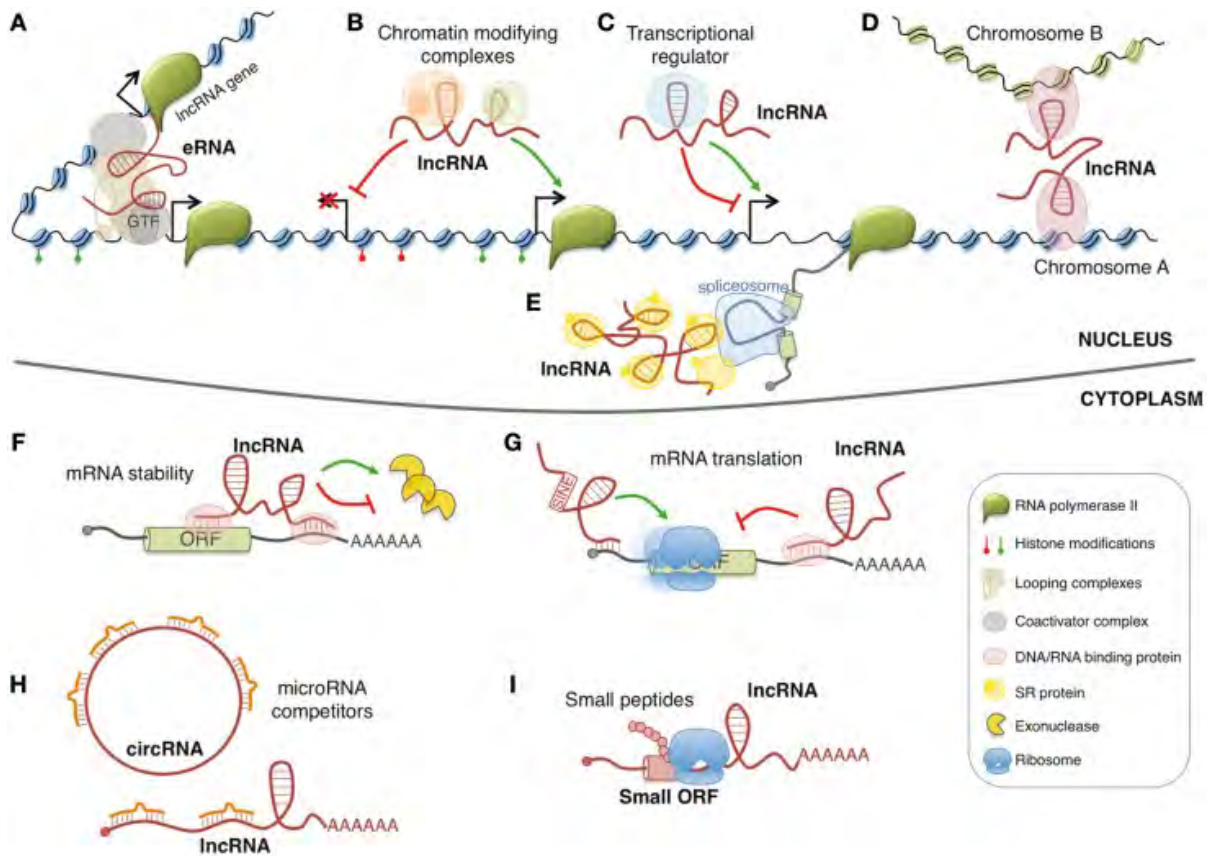 A
lncRNA gene
eRNA
GTF
B
Chromatin modifying
complexes
lncRNA
C
Transcriptional
regulator
lncRNA
D
Chromosome B
lncRNA
Chromosome A
E
spliceosome
lncRNA
NUCLEUS
CYTOPLASM
F
lncRNA
mRNA stability
ORF
AAAAAA
G
mRNA translation
lncRNA
SINE
ORF
AAAAAA
RNA polymerase II
Histone modifications
Looping complexes
Coactivator complex
DNA/RNA binding protein
SR protein
Exonuclease
Ribosome
H
microRNA
competitors
circRNA
AAAAAA
lncRNA
I
Small peptides
lncRNA
AAAAAA
Small ORF